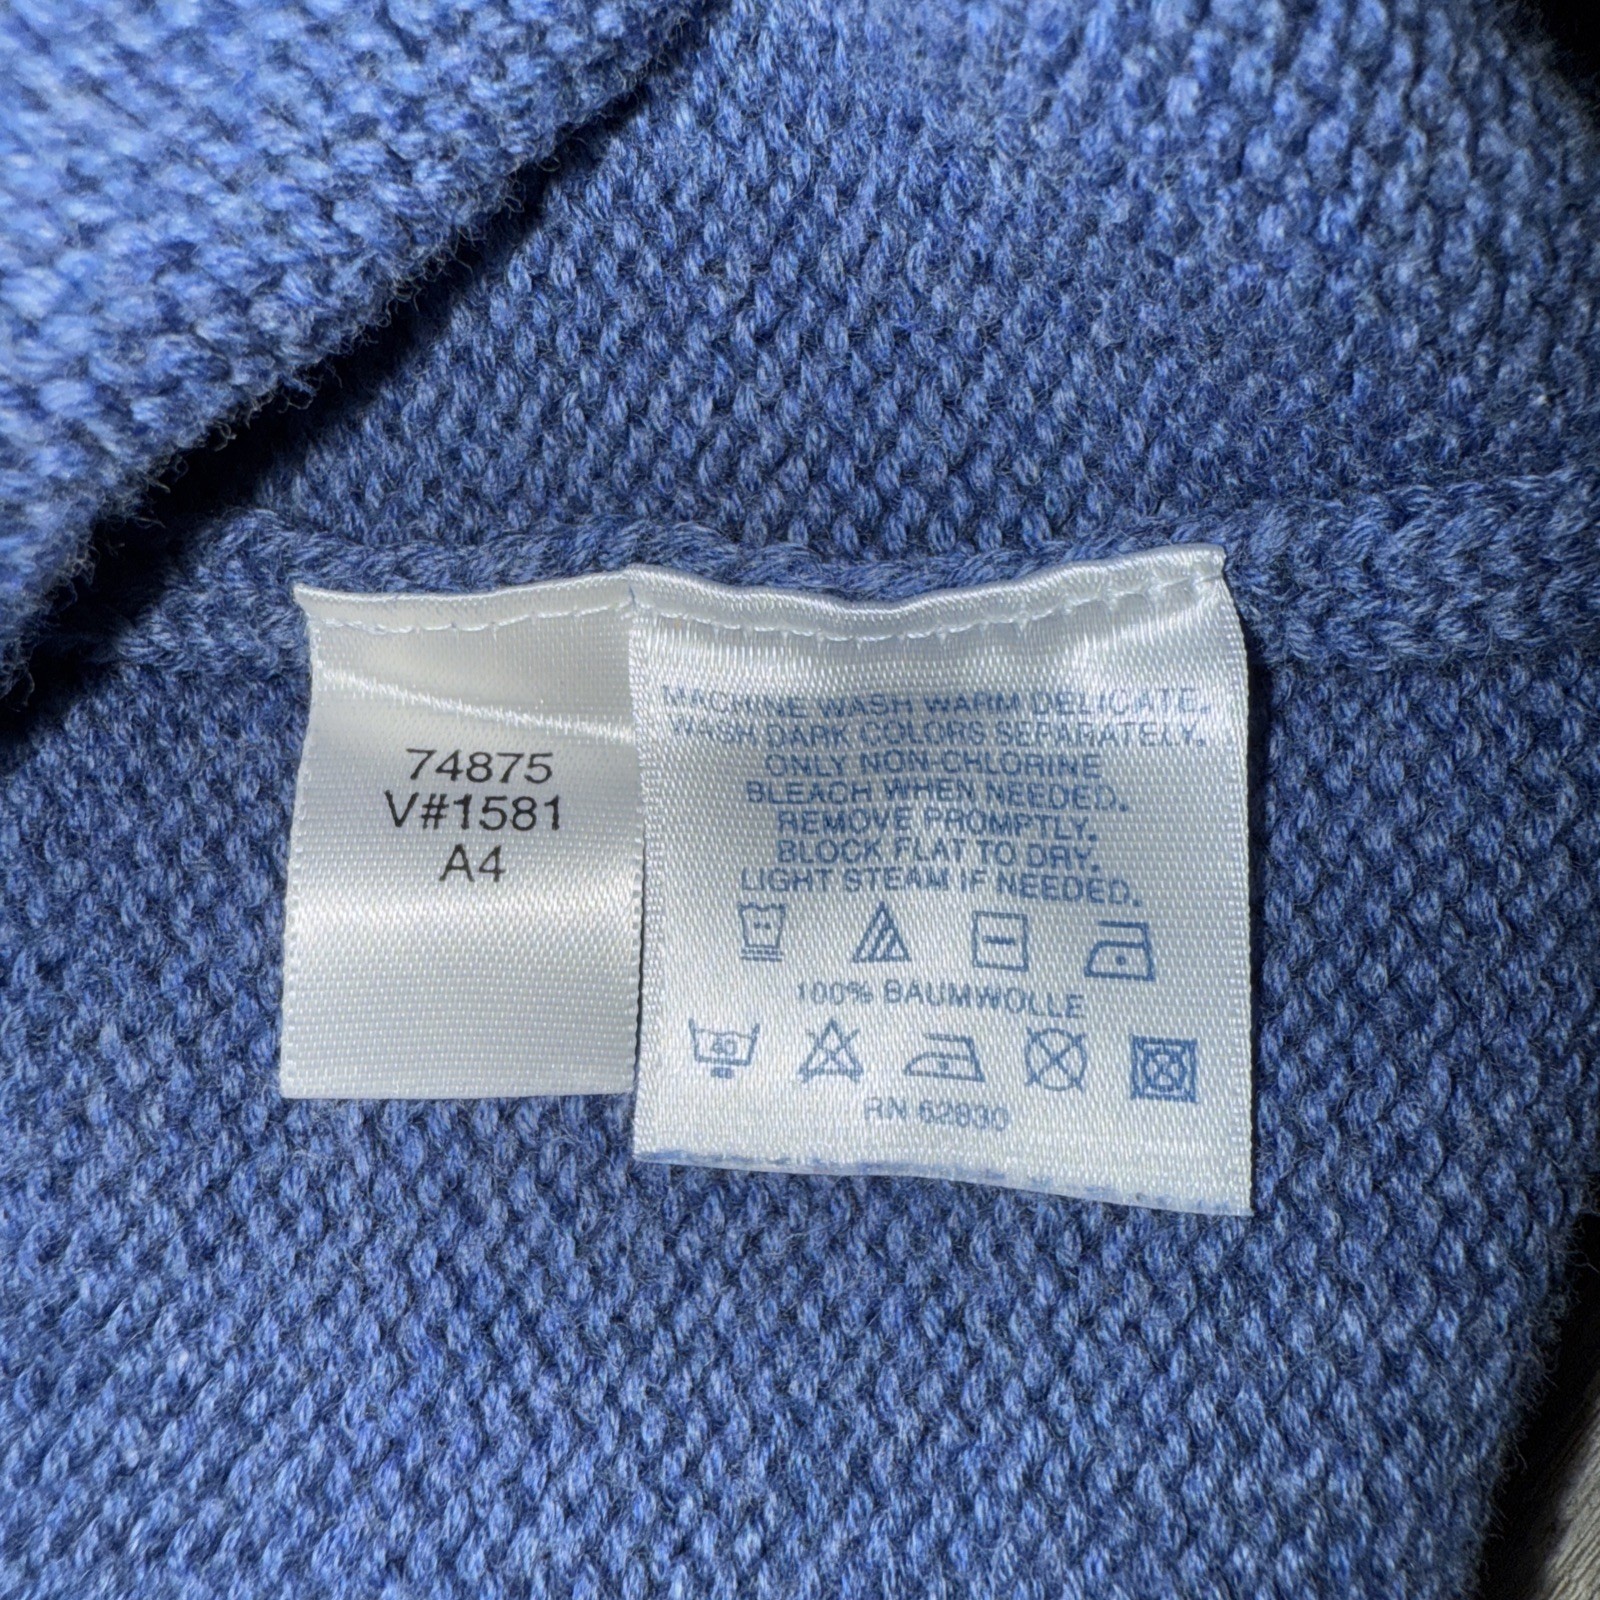 74875
V#1581
A4
MACHINE WASH WARM DELICATE.
WASH DARK COLORS SEPARATELY.
ONLY NON-CHLORINE
BLEACH WHEN NEEDED.
REMOVE PROMPTLY.
BLOCK FLAT TO DRY.
LIGHT STEAM IF NEEDED.
100% BAUMWOLLE
40
RN 62830